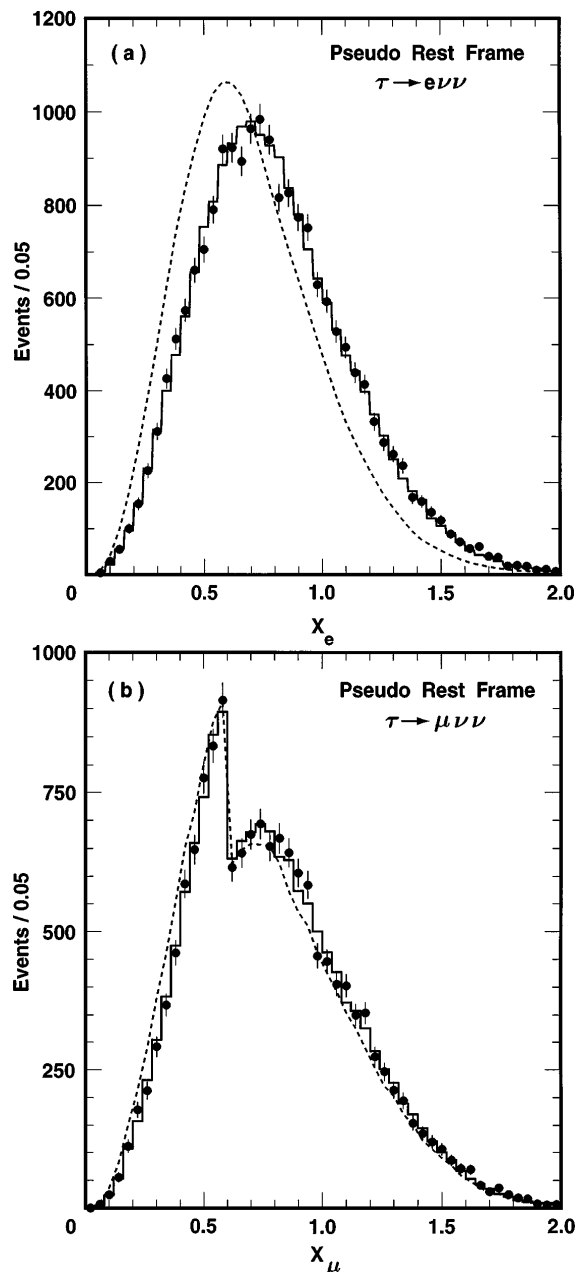 1200
(a)
Pseudo Rest Frame
τ → e ν ν
1000
800
600
400
200
0
0.5
1.0
1.5
2.0
Events / 0.05
X_e
1000
(b)
Pseudo Rest Frame
τ → μ ν ν
750
500
250
0
0.5
1.0
1.5
2.0
Events / 0.05
X_μ